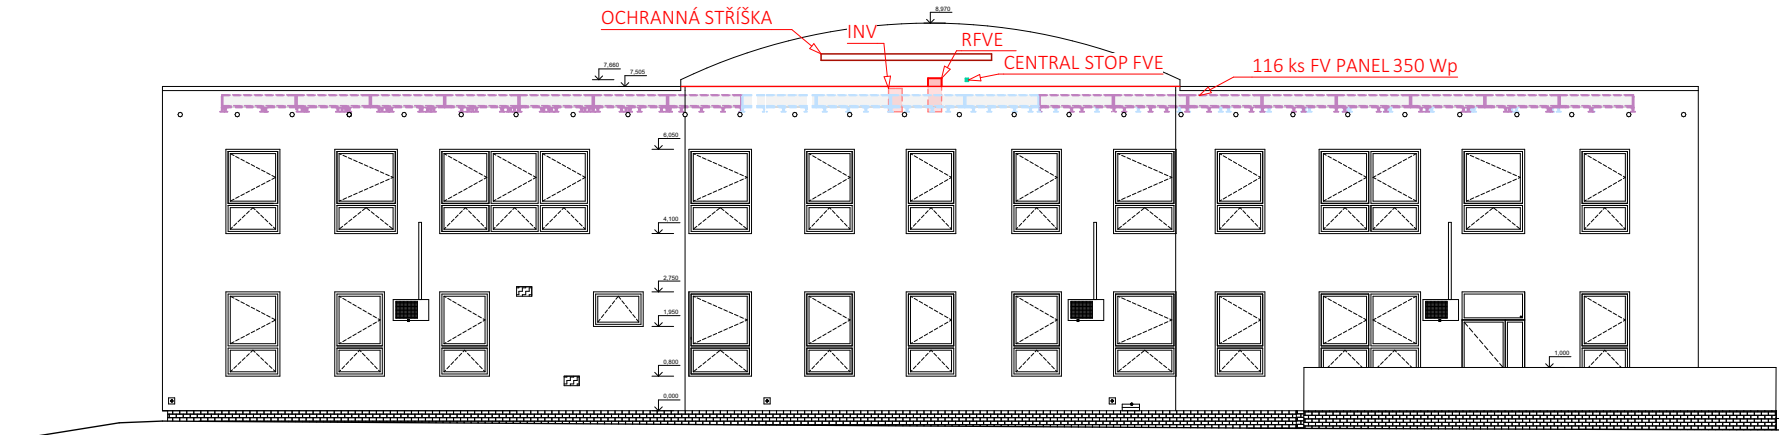 8,970
OCHRANNÁ STŘÍŠKA
INV
RFVE
CENTRAL STOP FVE
116 ks FV PANEL 350 Wp
7,660
7,505
6,050
4,100
2,750
1,950
0,800
1,000
0,000